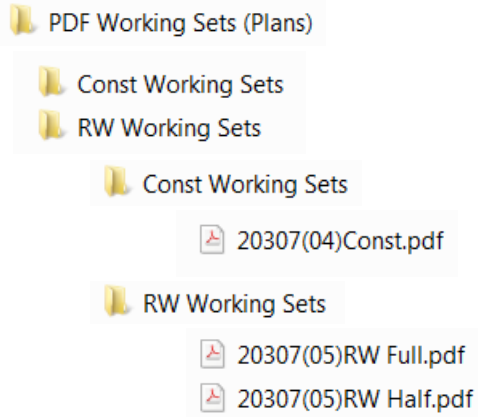 PDF Working Sets (Plans)
Const Working Sets
RW Working Sets
Const Working Sets
20307(04)Const.pdf
RW Working Sets
20307(05)RW Full.pdf
20307(05)RW Half.pdf